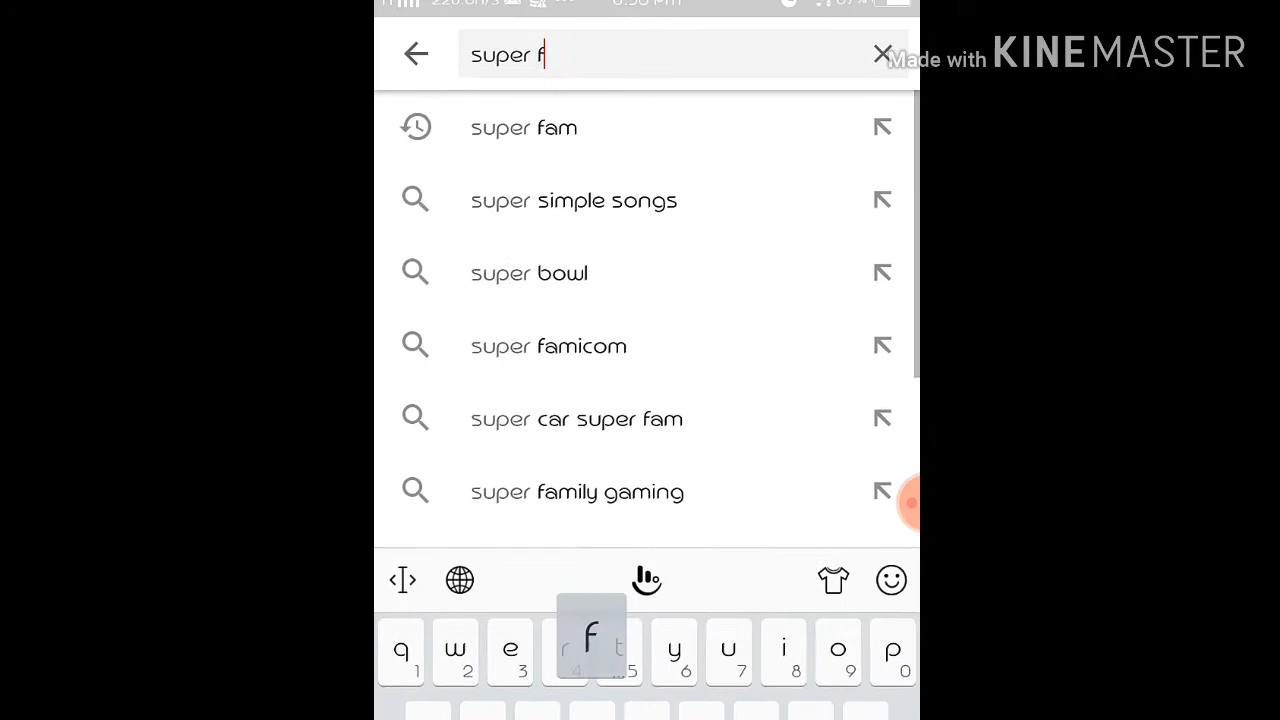 super f
Made with KINEMASTER
super fam
super simple songs
super bowl
super famicom
super car super fam
super family gaming
f
q w e r t y u i o p
1 2 3 4 5 6 7 8 9 0